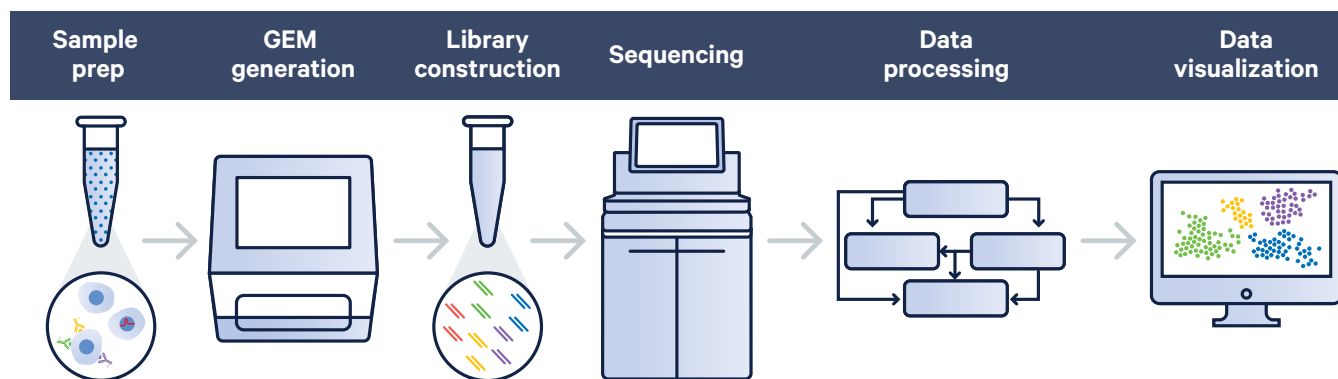 Sample
prep
GEM
generation
Library
construction
Sequencing
Data
processing
Data
visualization